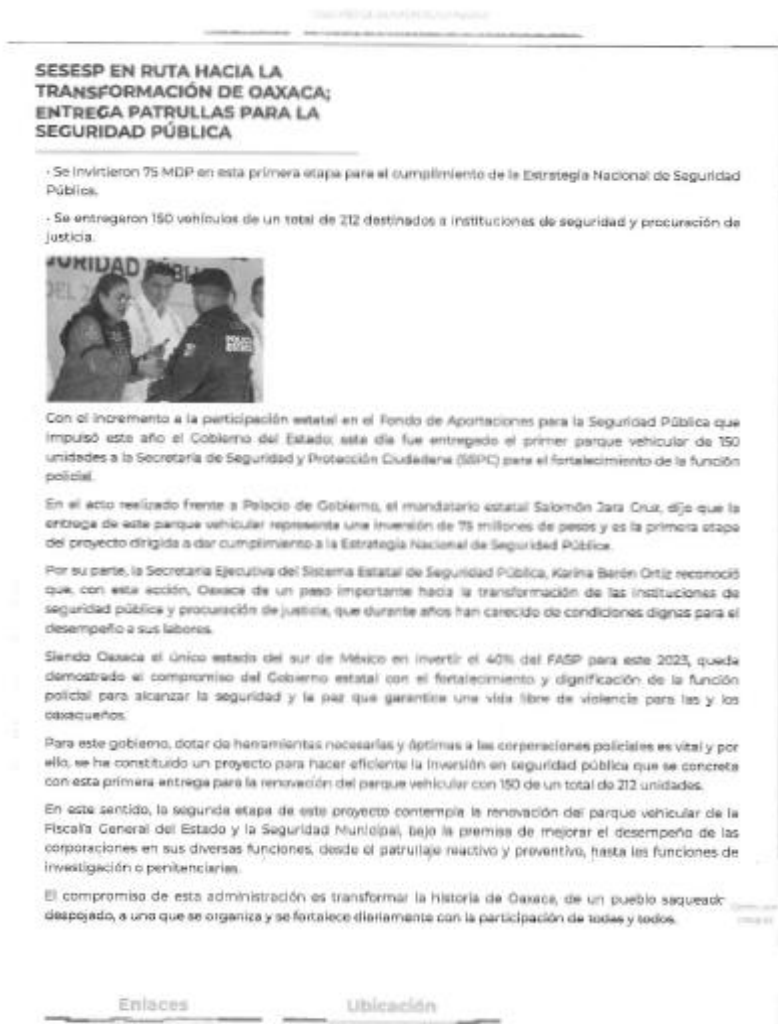 SESESP EN RUTA HACIA LA
TRANSFORMACIÓN DE OAXACA;
ENTREGA PATRULLAS PARA LA
SEGURIDAD PÚBLICA
- Se invirtieron 75 MDP en esta primera etapa para el cumplimiento de la Estrategia Nacional de Seguridad
Pública.
- Se entregaron 150 vehículos de un total de 212 destinados a instituciones de seguridad y procuración de
justicia.
Con el incremento a la participación estatal en el Fondo de Aportaciones para la Seguridad Pública que
impulsó este año el Gobierno del Estado; este día fue entregado el primer parque vehicular de 150
unidades a la Secretaría de Seguridad y Protección Ciudadana (SSPC) para el fortalecimiento de la función
policial.
En el acto realizado frente a Palacio de Gobierno, el mandatario estatal Salomón Jara Cruz, dijo que la
entrega de este parque vehicular representa una inversión de 75 millones de pesos y es la primera etapa
del proyecto dirigida a dar cumplimiento a la Estrategia Nacional de Seguridad Pública.
Por su parte, la Secretaria Ejecutiva del Sistema Estatal de Seguridad Pública, Karina Barón Ortiz reconoció
que, con esta acción, Oaxaca da un paso importante hacia la transformación de las instituciones de
seguridad pública y procuración de justicia, que durante años han carecido de condiciones dignas para el
desempeño a sus labores.
Siendo Oaxaca el único estado del sur de México en invertir el 40% del FASP para este 2023, queda
demostrado el compromiso del Gobierno estatal con el fortalecimiento y dignificación de la función
policial para alcanzar la seguridad y la paz que garantice una vida libre de violencia para las y los
oaxaqueños.
Para este gobierno, dotar de herramientas necesarias y óptimas a las corporaciones policiales es vital y por
ello, se ha constituido un proyecto para hacer eficiente la inversión en seguridad pública que se concreta
con esta primera entrega para la renovación del parque vehicular con 150 de un total de 212 unidades.
En este sentido, la segunda etapa de este proyecto contempla la renovación del parque vehicular de la
Fiscalía General del Estado y la Seguridad Municipal, bajo la premisa de mejorar el desempeño de las
corporaciones en sus diversas funciones, desde el patrullaje reactivo y preventivo, hasta las funciones de
investigación o penitenciarias.
El compromiso de esta administración es transformar la historia de Oaxaca, de un pueblo
despojado, a uno que se organiza y se fortalece diariamente con la participación de todas y todos.
Enlaces
Ubicación